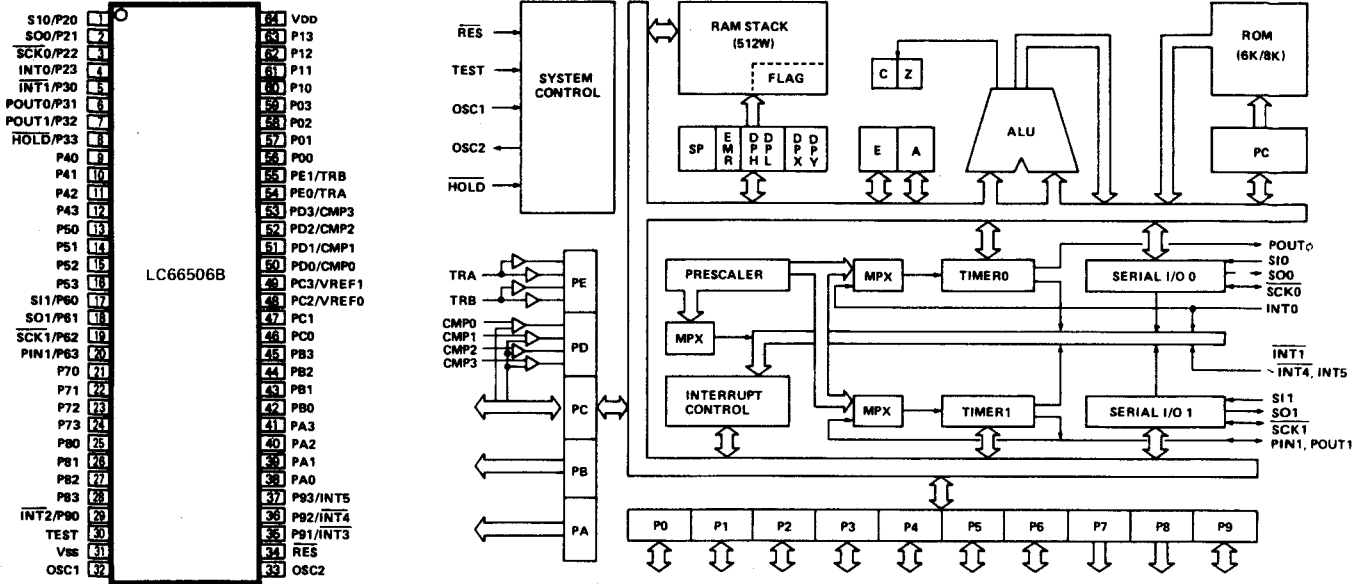 S10/P20 1
SO0/P21 2
SCK0/P22 3
INT0/P23 4
INT1/P30 5
POUT0/P31 6
POUT1/P32 7
HOLD/P33 8
P40 9
P41 10
P42 11
P43 12
P50 13
P51 14
P52 15
P53 16
SI1/P60 17
SO1/P61 18
SCK1/P62 19
PIN1/P63 20
P70 21
P71 22
P72 23
P73 24
P80 25
P81 26
P82 27
P83 28
INT2/P90 29
TEST 30
Vss 31
OSC1 32
LC66506B
64 VDD
63 P13
62 P12
61 P11
60 P10
59 P03
58 P02
57 P01
56 P00
55 PE1/TRB
54 PE0/TRA
53 PD3/CMP3
52 PD2/CMP2
51 PD1/CMP1
50 PD0/CMP0
49 PC3/VREF1
48 PC2/VREF0
47 PC1
46 PC0
45 PB3
44 PB2
43 PB1
42 PB0
41 PA3
40 PA2
39 PA1
38 PA0
37 P93/INT5
36 P92/INT4
35 P91/INT3
34 RES
33 OSC2
RES
TEST
OSC1
OSC2
HOLD
SYSTEM
CONTROL
RAM STACK
(512W)
FLAG
SP
EMR
DPH
DPL
DPX
DPY
C Z
E A
ALU
ROM
(6K/8K)
PC
TRA
TRB
CMP0
CMP1
CMP2
CMP3
PE
PD
PC
PB
PA
PRESCALER
MPX
INTERRUPT
CONTROL
MPX
TIMER0
SERIAL I/O 0
MPX
TIMER1
SERIAL I/O 1
POUTϕ
SI0
SO0
SCK0
INT0
INT1
INT4, INT5
SI1
SO1
SCK1
PIN1, POUT1
P0 P1 P2 P3 P4 P5 P6 P7 P8 P9